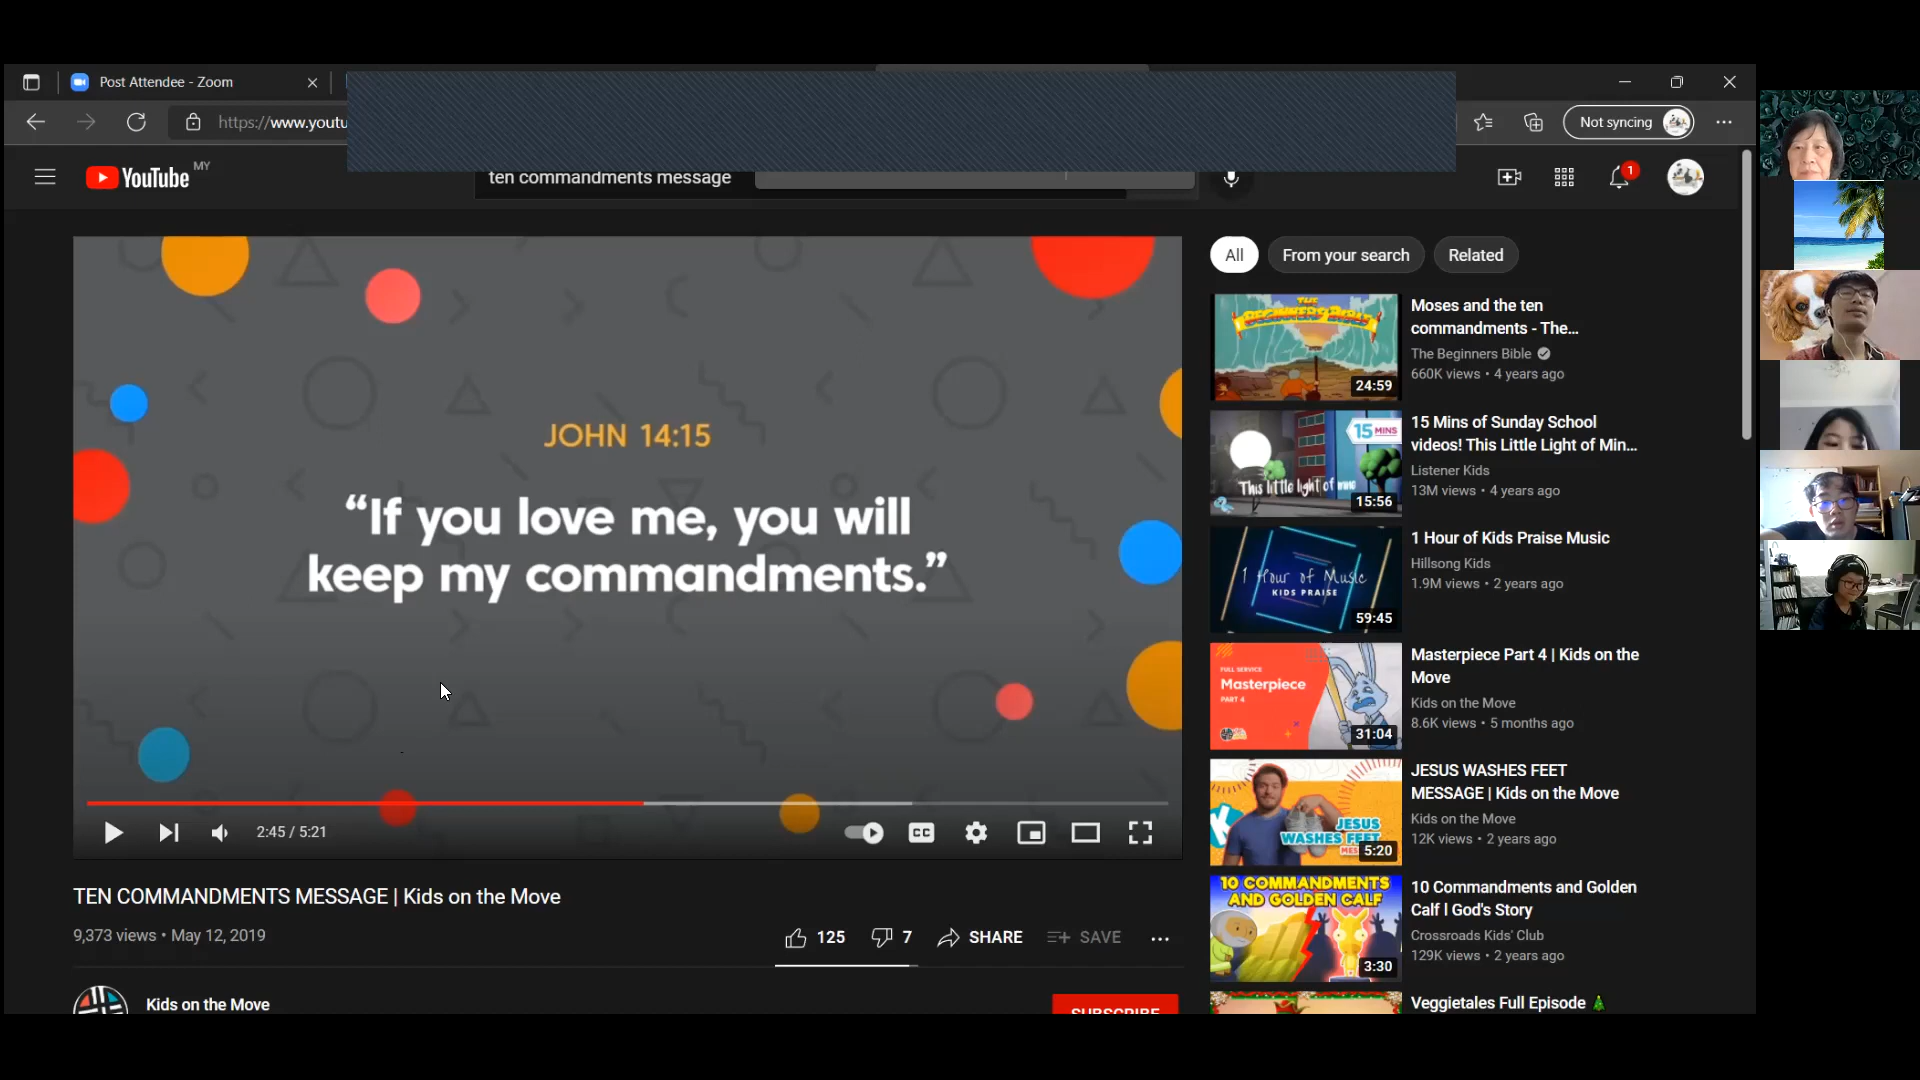 Post Attendee - Zoom
https://www.youtu
Not syncing
YouTube MY
ten commandments message
1
JOHN 14:15
“If you love me, you will
keep my commandments.”
2:45 / 5:21
CC
TEN COMMANDMENTS MESSAGE | Kids on the Move
9,373 views • May 12, 2019
125
7
SHARE
SAVE
Kids on the Move
SUBSCRIBE
All
From your search
Related
THE
BEGINNERS BIBLE
24:59
Moses and the ten
commandments - The...
The Beginners Bible
660K views • 4 years ago
15 MINS
This little light of mine
15:56
15 Mins of Sunday School
videos! This Little Light of Min...
Listener Kids
13M views • 4 years ago
1 Hour of Music
KIDS PRAISE
59:45
1 Hour of Kids Praise Music
Hillsong Kids
1.9M views • 2 years ago
FULL SERVICE
Masterpiece
PART 4
31:04
Masterpiece Part 4 | Kids on the
Move
Kids on the Move
8.6K views • 5 months ago
JESUS
WASHES FEET
MES
5:20
JESUS WASHES FEET
MESSAGE | Kids on the Move
Kids on the Move
12K views • 2 years ago
10 COMMANDMENTS
AND GOLDEN CALF
3:30
10 Commandments and Golden
Calf l God's Story
Crossroads Kids' Club
129K views • 2 years ago
Veggietales Full Episode